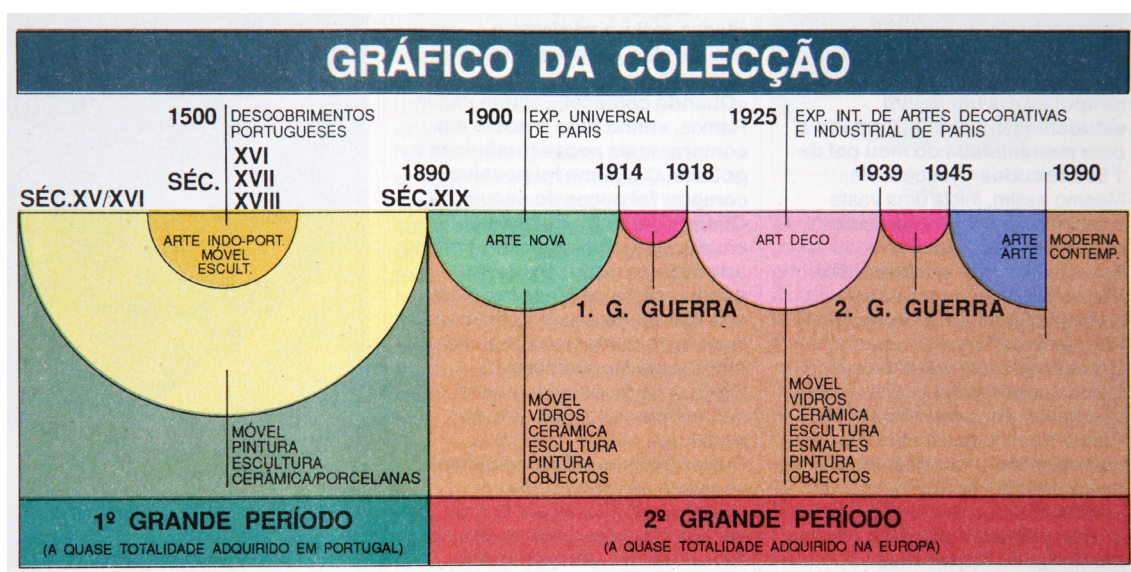 GRÁFICO DA COLECÇÃO
1500
DESCOBRIMENTOS
PORTUGUESES
SÉC.
XVI
XVII
XVIII
SÉC.XV/XVI
1890
SÉC.XIX
1900
EXP. UNIVERSAL
DE PARIS
1914
1918
1925
EXP. INT. DE ARTES DECORATIVAS
E INDUSTRIAL DE PARIS
1939
1945
1990
ARTE INDO-PORT.
MÓVEL
ESCULT.
ARTE NOVA
ART DECO
ARTE MODERNA
ARTE CONTEMP.
1. G. GUERRA
2. G. GUERRA
MÓVEL
PINTURA
ESCULTURA
CERÂMICA/PORCELANAS
MÓVEL
VIDROS
CERÂMICA
ESCULTURA
PINTURA
OBJECTOS
MÓVEL
VIDROS
CERÂMICA
ESCULTURA
ESMALTES
PINTURA
OBJECTOS
1º GRANDE PERÍODO
(A QUASE TOTALIDADE ADQUIRIDO EM PORTUGAL)
2º GRANDE PERÍODO
(A QUASE TOTALIDADE ADQUIRIDO NA EUROPA)